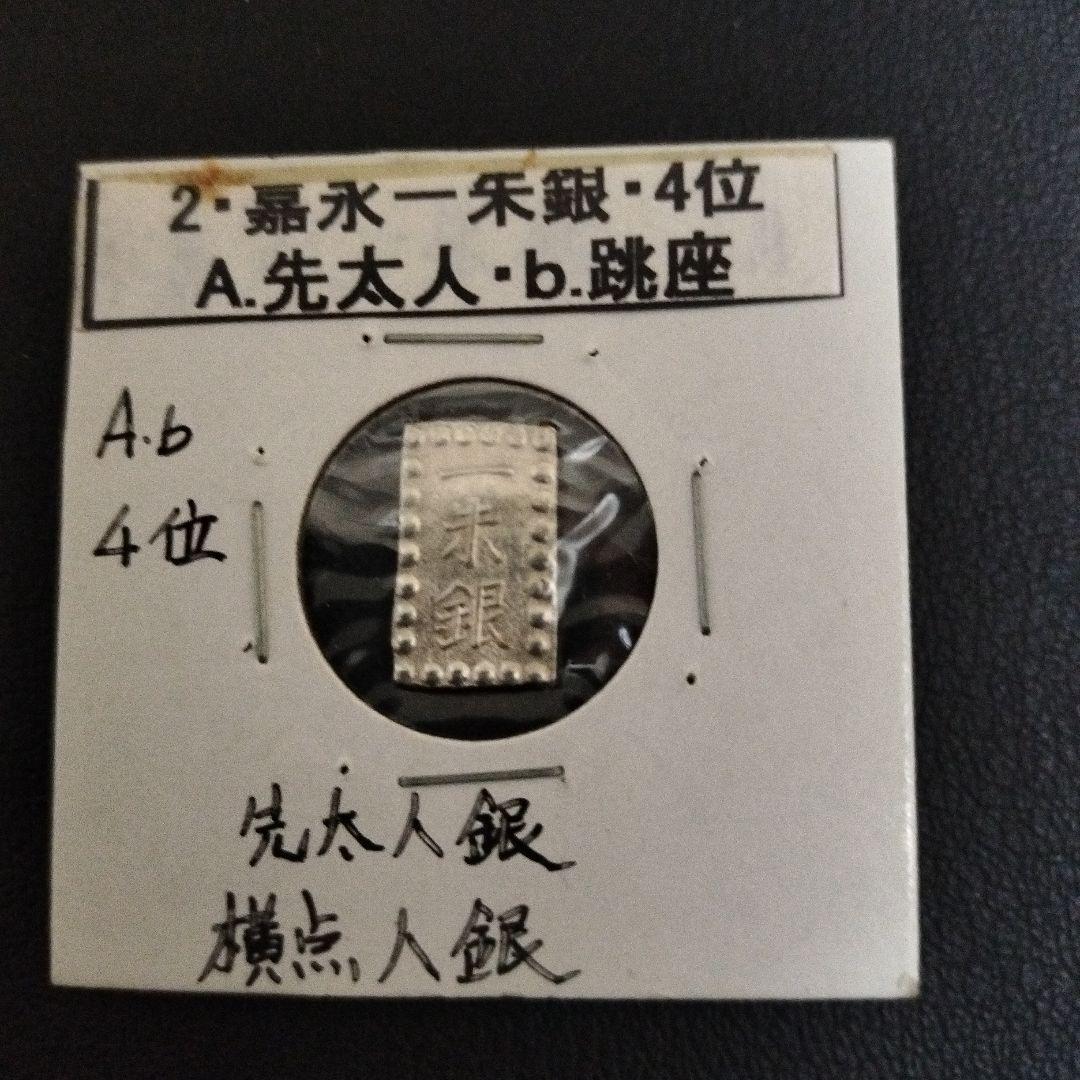 2・嘉永一朱銀・4位
A.先太人・b.跳座
A.b
4位
一
朱
銀
先太人銀
横点人銀